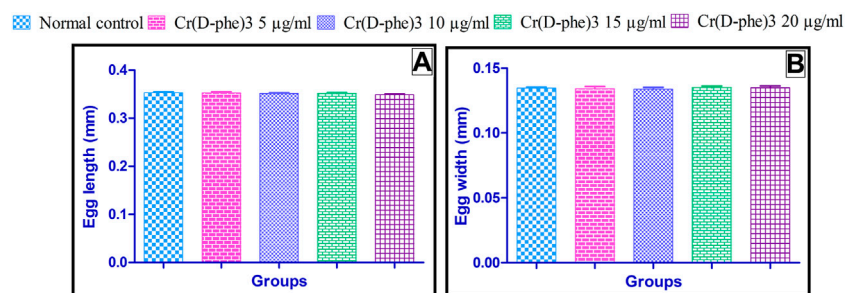 Normal control Cr(D-phe)3 5 µg/ml Cr(D-phe)3 10 µg/ml Cr(D-phe)3 15 µg/ml Cr(D-phe)3 20 µg/ml
A
0.4
0.3
0.2
0.1
0.0
Egg length (mm)
Groups
B
0.15
0.10
0.05
0.00
Egg width (mm)
Groups